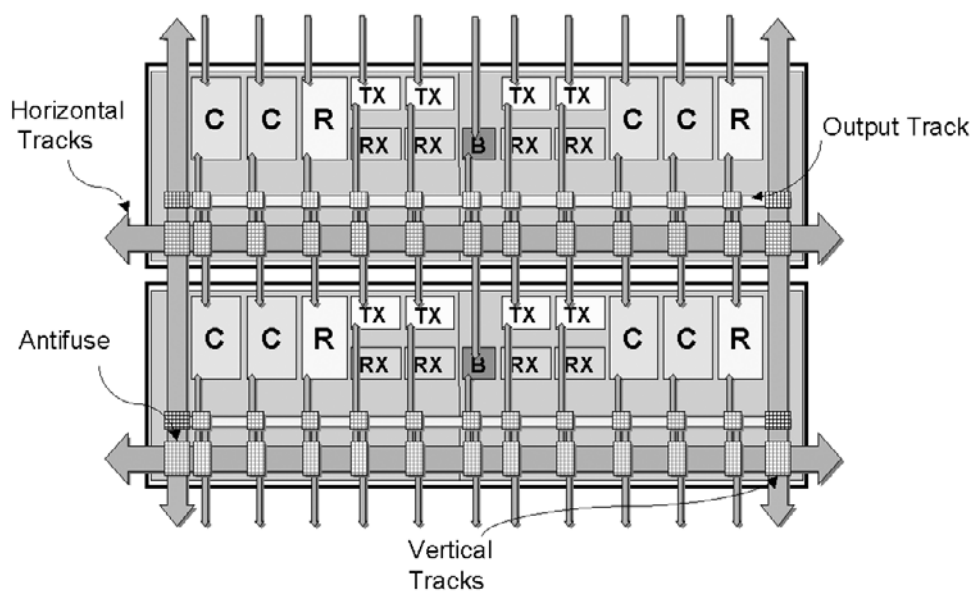 Horizontal
Tracks
C C R TX TX B TX TX C C R
RX RX RX RX
Output Track
Antifuse
C C R TX TX B TX TX C C R
RX RX RX RX
Vertical
Tracks